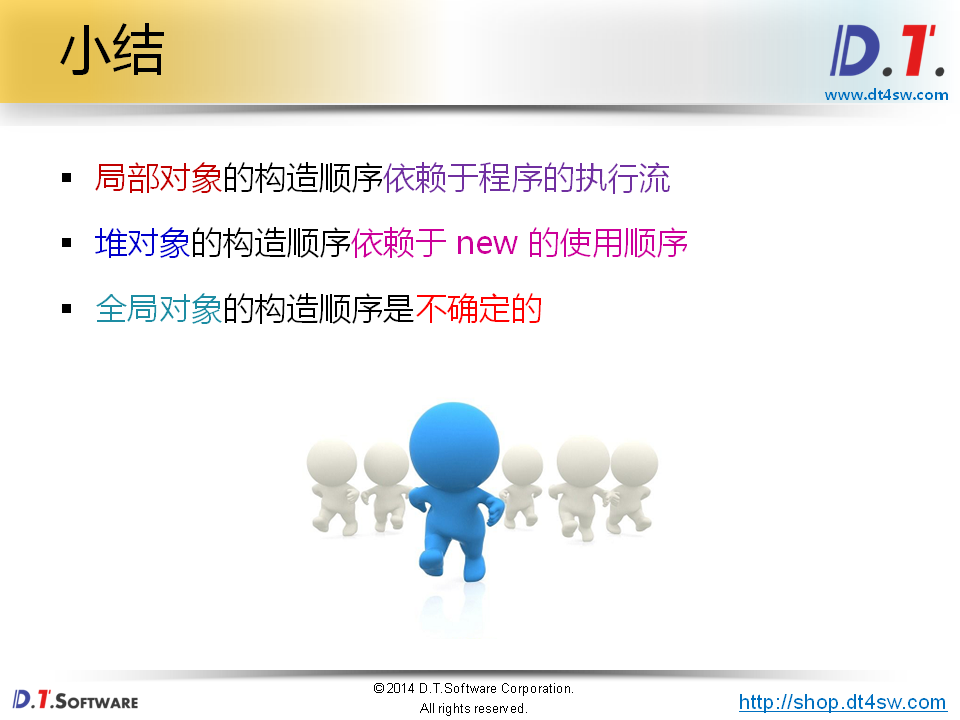 小结
D.T.
www.dt4sw.com
▪ 局部对象的构造顺序依赖于程序的执行流
▪ 堆对象的构造顺序依赖于 new 的使用顺序
▪ 全局对象的构造顺序是不确定的
D.T.SOFTWARE
©2014 D.T.Software Corporation.
All rights reserved.
http://shop.dt4sw.com